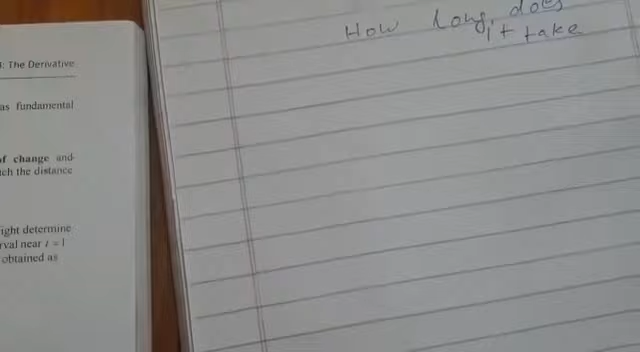 : The Derivative
as fundamental
of change and
ch the distance
ight determine
rval near t = 1
obtained as
How long does
it take